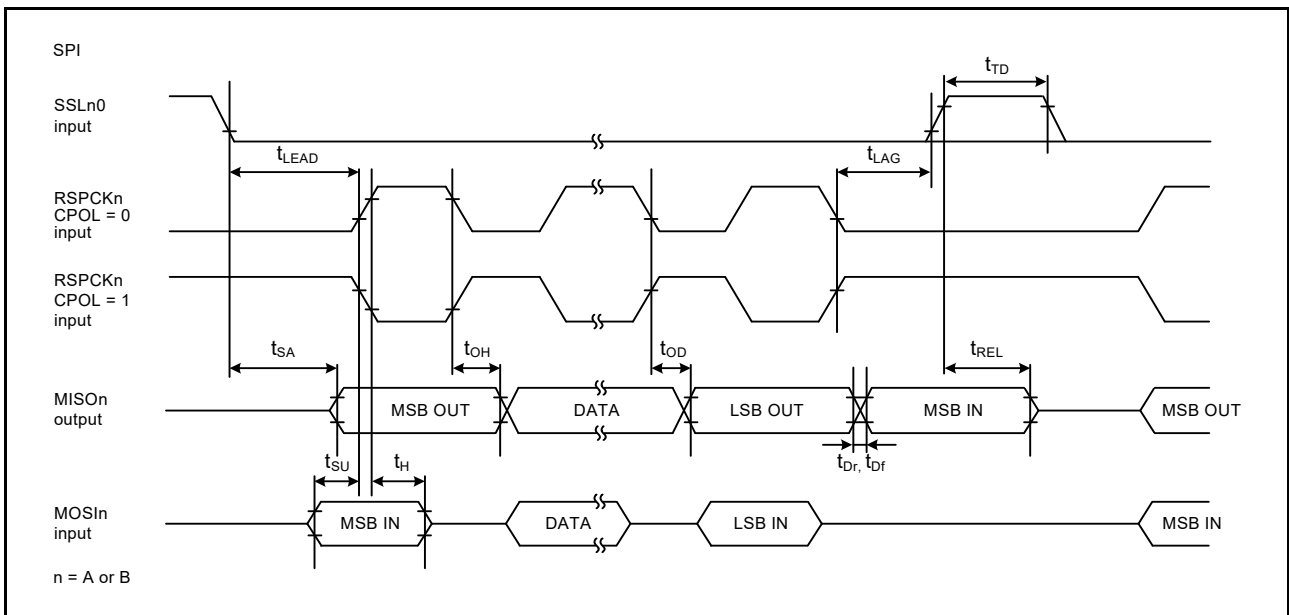 SPI
SSLn0
input
tTD
tLEAD
tLAG
RSPCKn
CPOL = 0
input
RSPCKn
CPOL = 1
input
tSA
tOH
tOD
tREL
MISOn
output
MSB OUT
DATA
LSB OUT
MSB IN
MSB OUT
tSU
tH
tDr, tDf
MOSIn
input
MSB IN
DATA
LSB IN
MSB IN
n = A or B